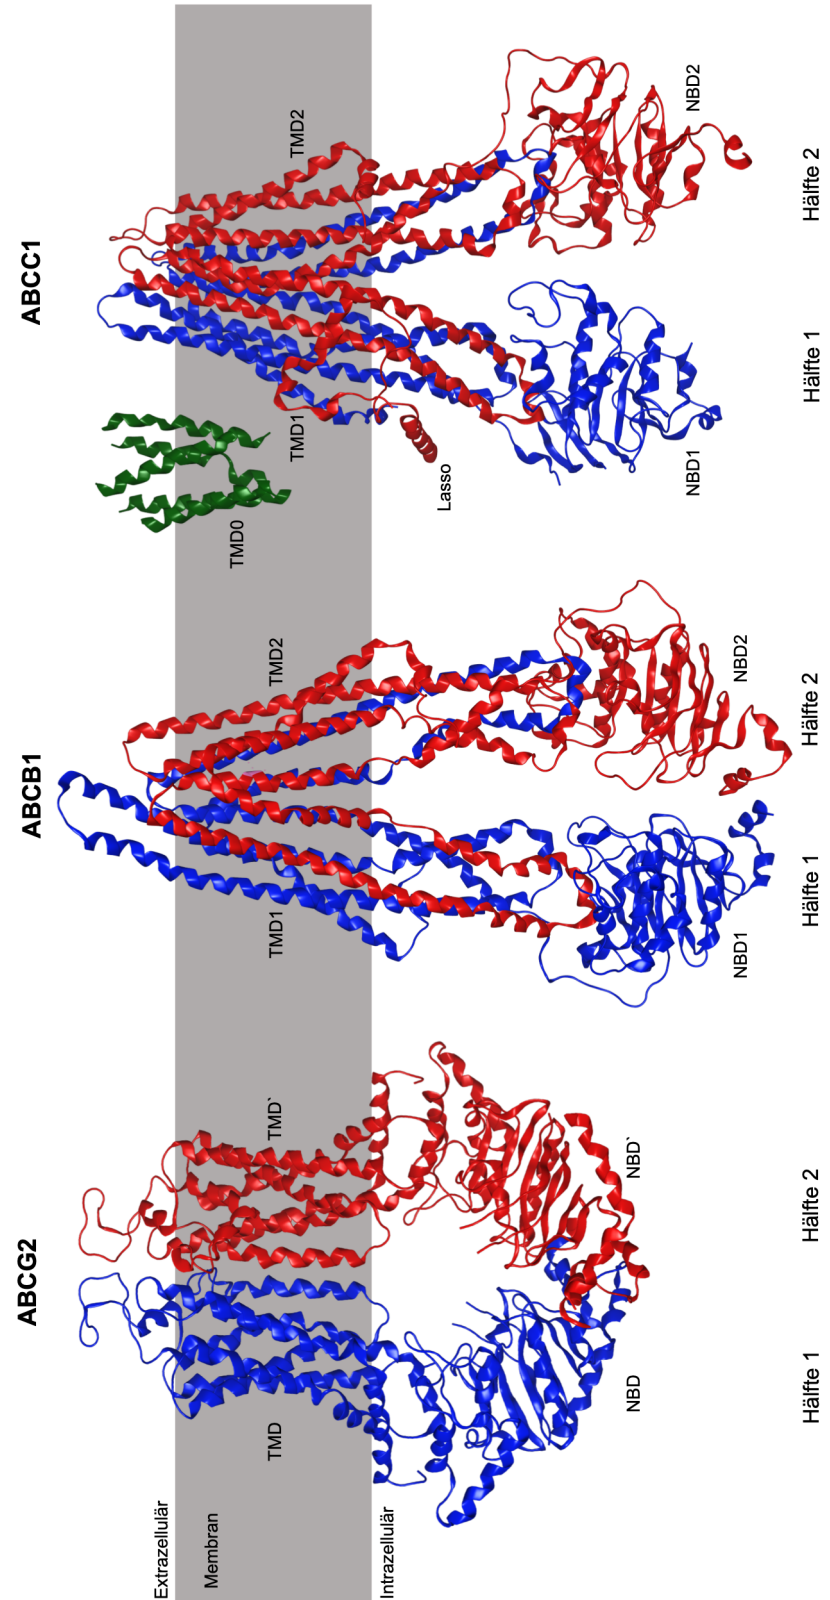 ABCG2
ABCB1
ABCC1
Extrazellulär
Membran
Intrazellulär
TMD
TMD`
TMD1
TMD2
TMD0
TMD1
TMD2
Lasso
NBD
NBD`
NBD1
NBD2
NBD1
NBD2
Hälfte 1
Hälfte 2
Hälfte 1
Hälfte 2
Hälfte 1
Hälfte 2